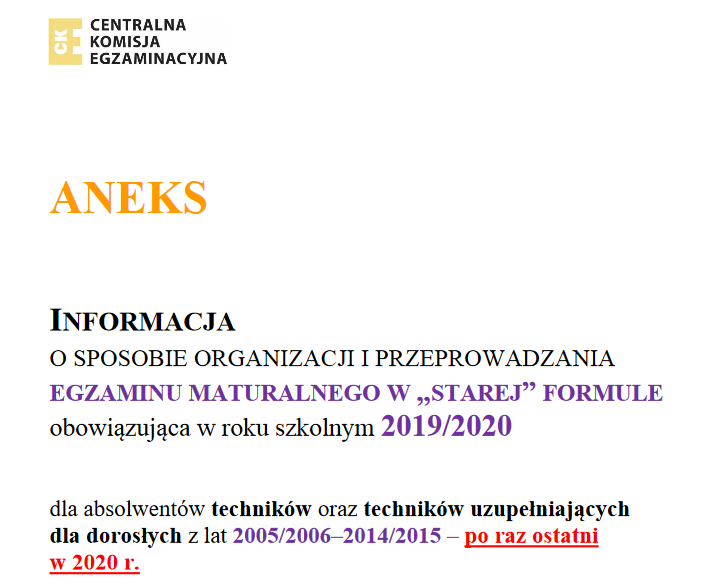 CKE CENTRALNA
KOMISJA
EGZAMINACYJNA
ANEKS
INFORMACJA
O SPOSOBIE ORGANIZACJI I PRZEPROWADZANIA
EGZAMINU MATURALNEGO W „STAREJ” FORMULE
obowiązująca w roku szkolnym 2019/2020
dla absolwentów techników oraz techników uzupełniających
dla dorosłych z lat 2005/2006–2014/2015 – po raz ostatni
w 2020 r.